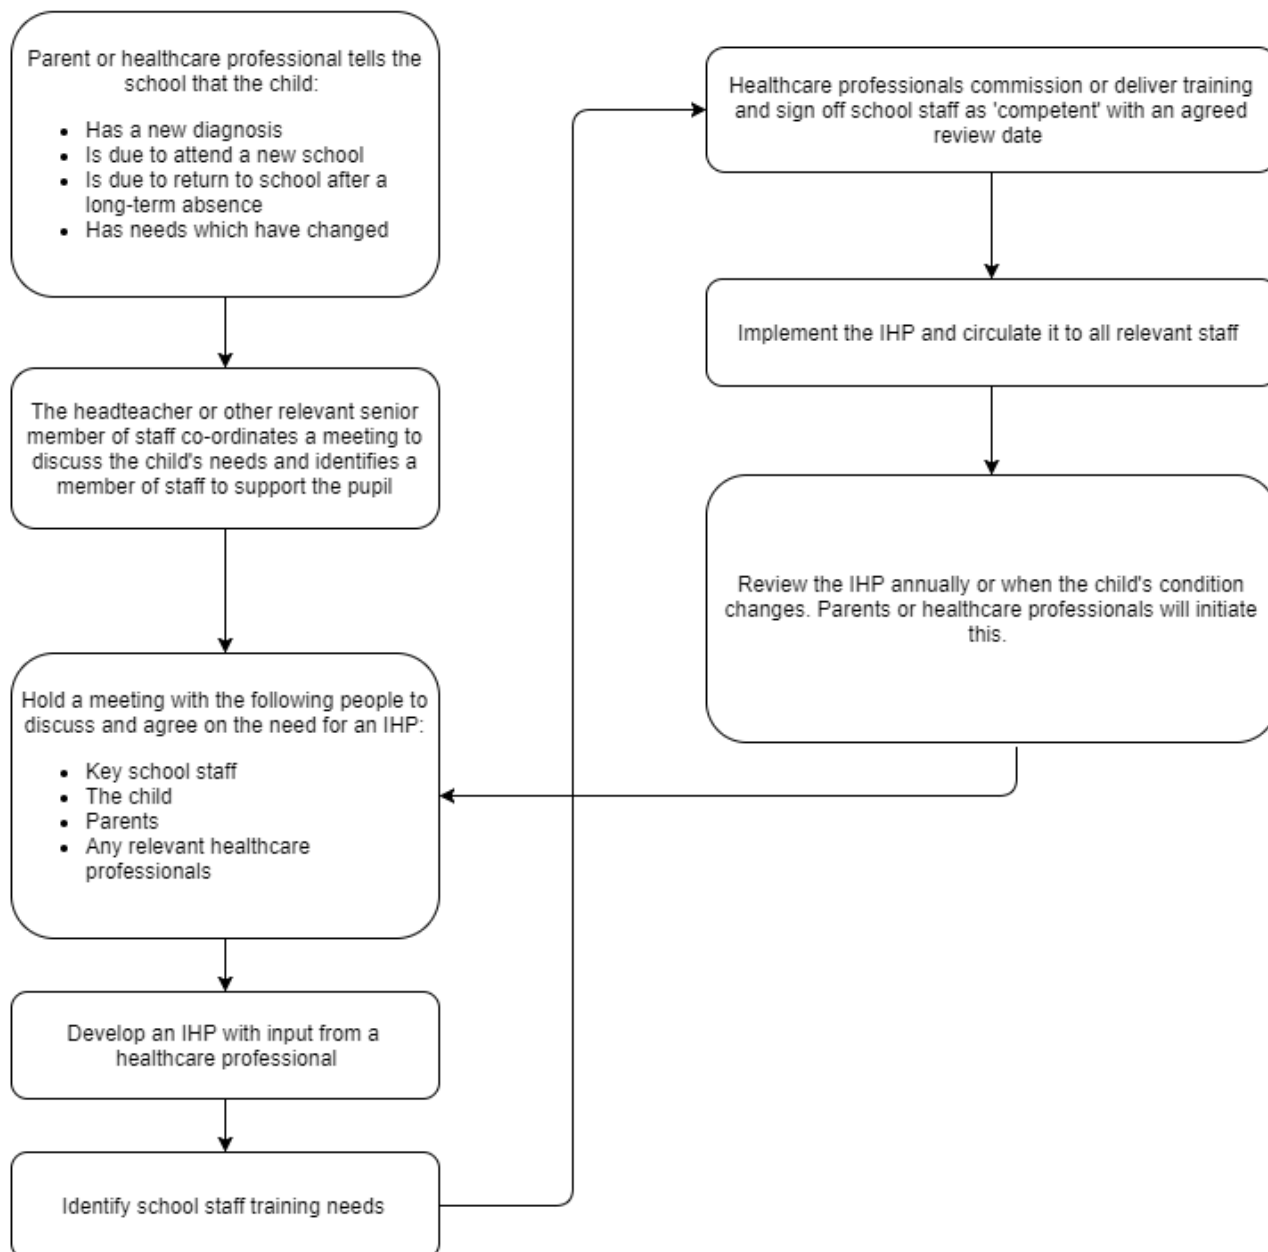 Parent or healthcare professional tells the
school that the child:
• Has a new diagnosis
• Is due to attend a new school
• Is due to return to school after a
long-term absence
• Has needs which have changed
The headteacher or other relevant senior
member of staff co-ordinates a meeting to
discuss the child's needs and identifies a
member of staff to support the pupil
Hold a meeting with the following people to
discuss and agree on the need for an IHP:
• Key school staff
• The child
• Parents
• Any relevant healthcare
professionals
Develop an IHP with input from a
healthcare professional
Identify school staff training needs
Healthcare professionals commission or deliver training
and sign off school staff as 'competent' with an agreed
review date
Implement the IHP and circulate it to all relevant staff
Review the IHP annually or when the child's condition
changes. Parents or healthcare professionals will initiate
this.